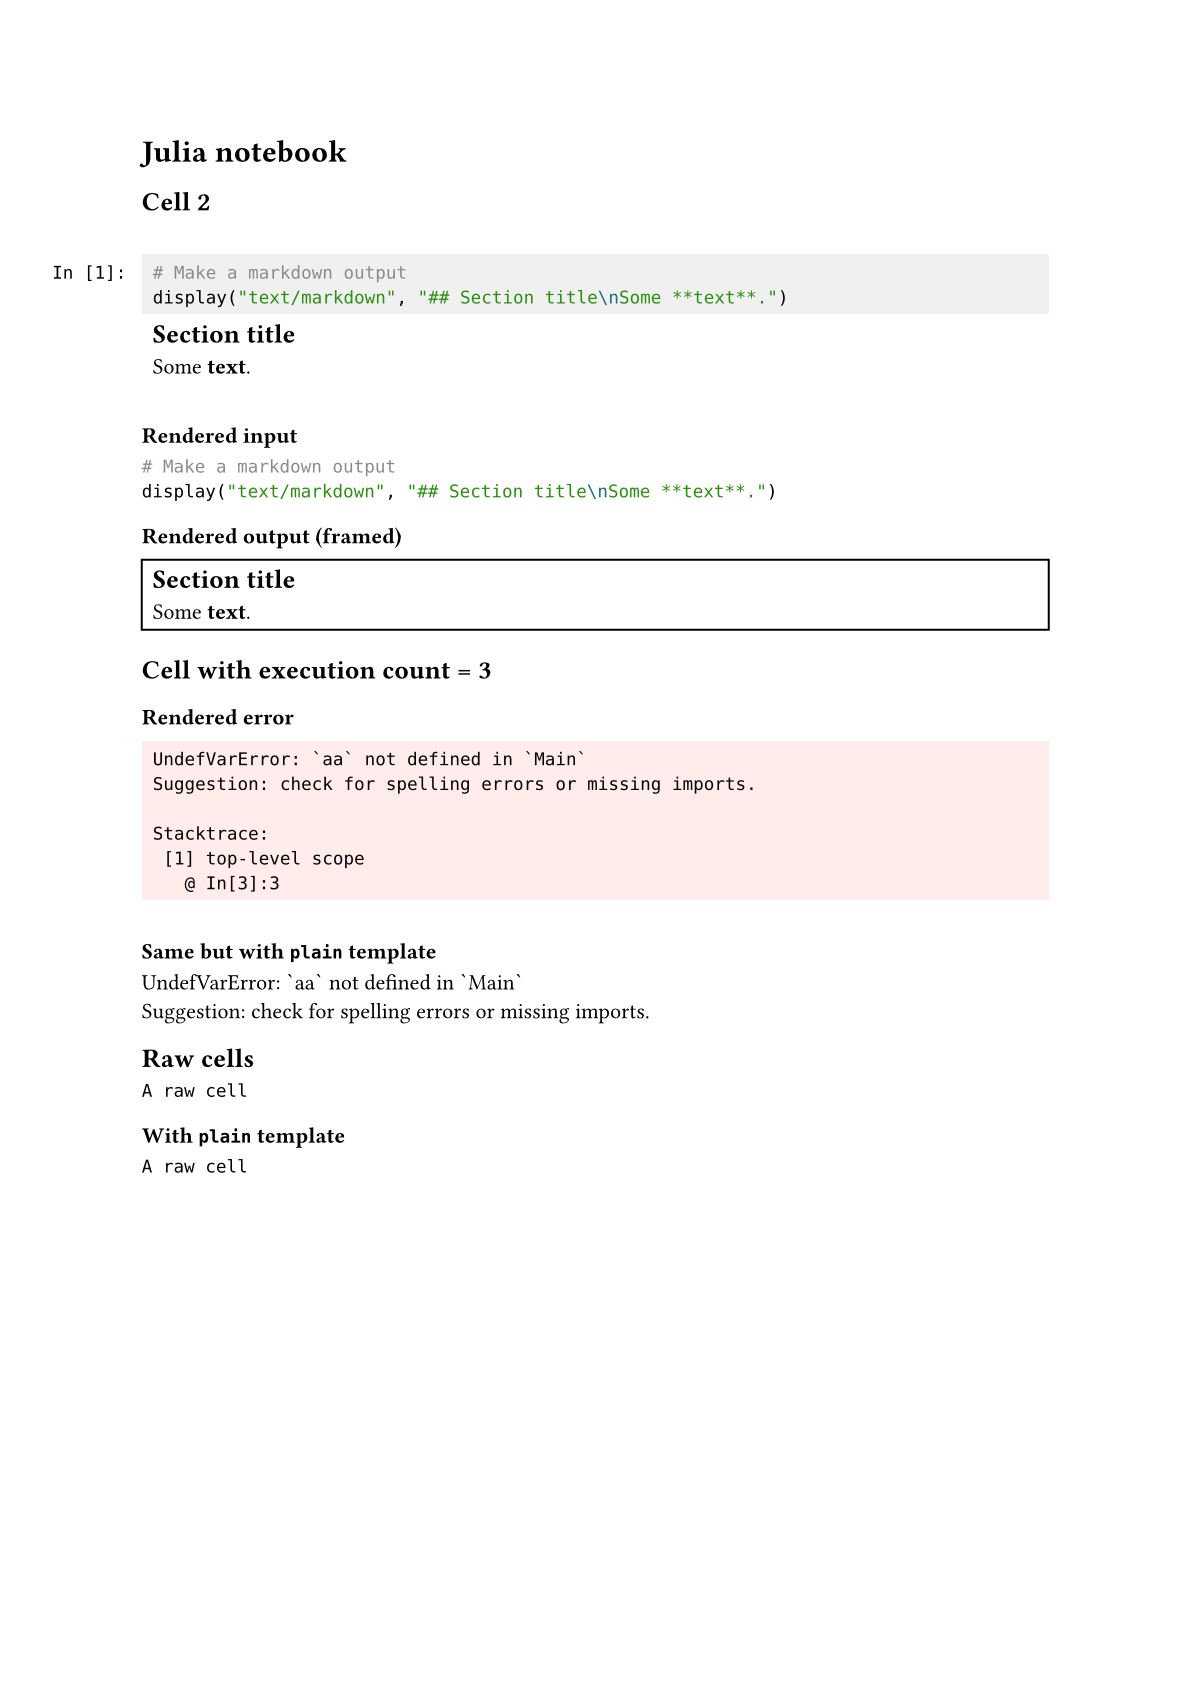 Julia notebook
Cell 2
In [1]: # Make a markdown output
display("text/markdown", "## Section title\nSome **text**.")
Section title
Some text.
Rendered input
# Make a markdown output
display("text/markdown", "## Section title\nSome **text**.")
Rendered output (framed)
Section title
Some text.
Cell with execution count = 3
Rendered error
UndefVarError: `aa` not defined in `Main`
Suggestion: check for spelling errors or missing imports.
Stacktrace:
 [1] top-level scope
   @ In[3]:3
Same but with plain template
UndefVarError: `aa` not defined in `Main`
Suggestion: check for spelling errors or missing imports.
Raw cells
A raw cell
With plain template
A raw cell